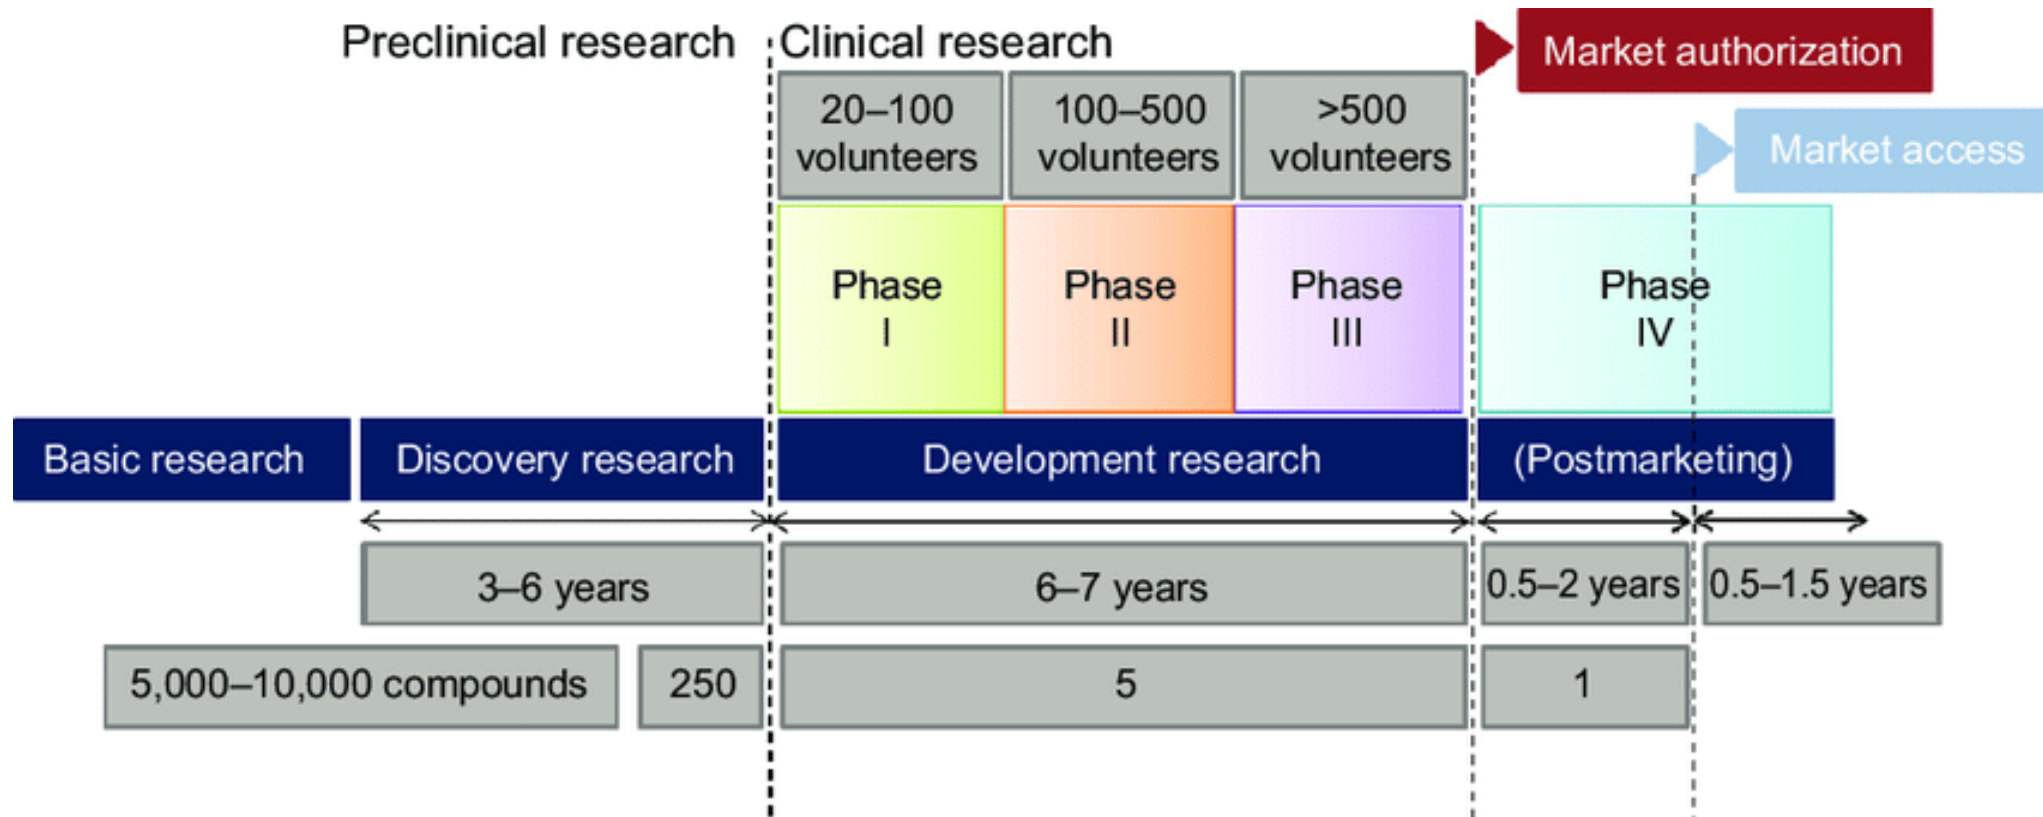 Preclinical research
Clinical research
Market authorization
Market access
20–100
volunteers
100–500
volunteers
>500
volunteers
Phase
I
Phase
II
Phase
III
Phase
IV
Basic research
Discovery research
Development research
(Postmarketing)
3–6 years
6–7 years
0.5–2 years
0.5–1.5 years
5,000–10,000 compounds
250
5
1